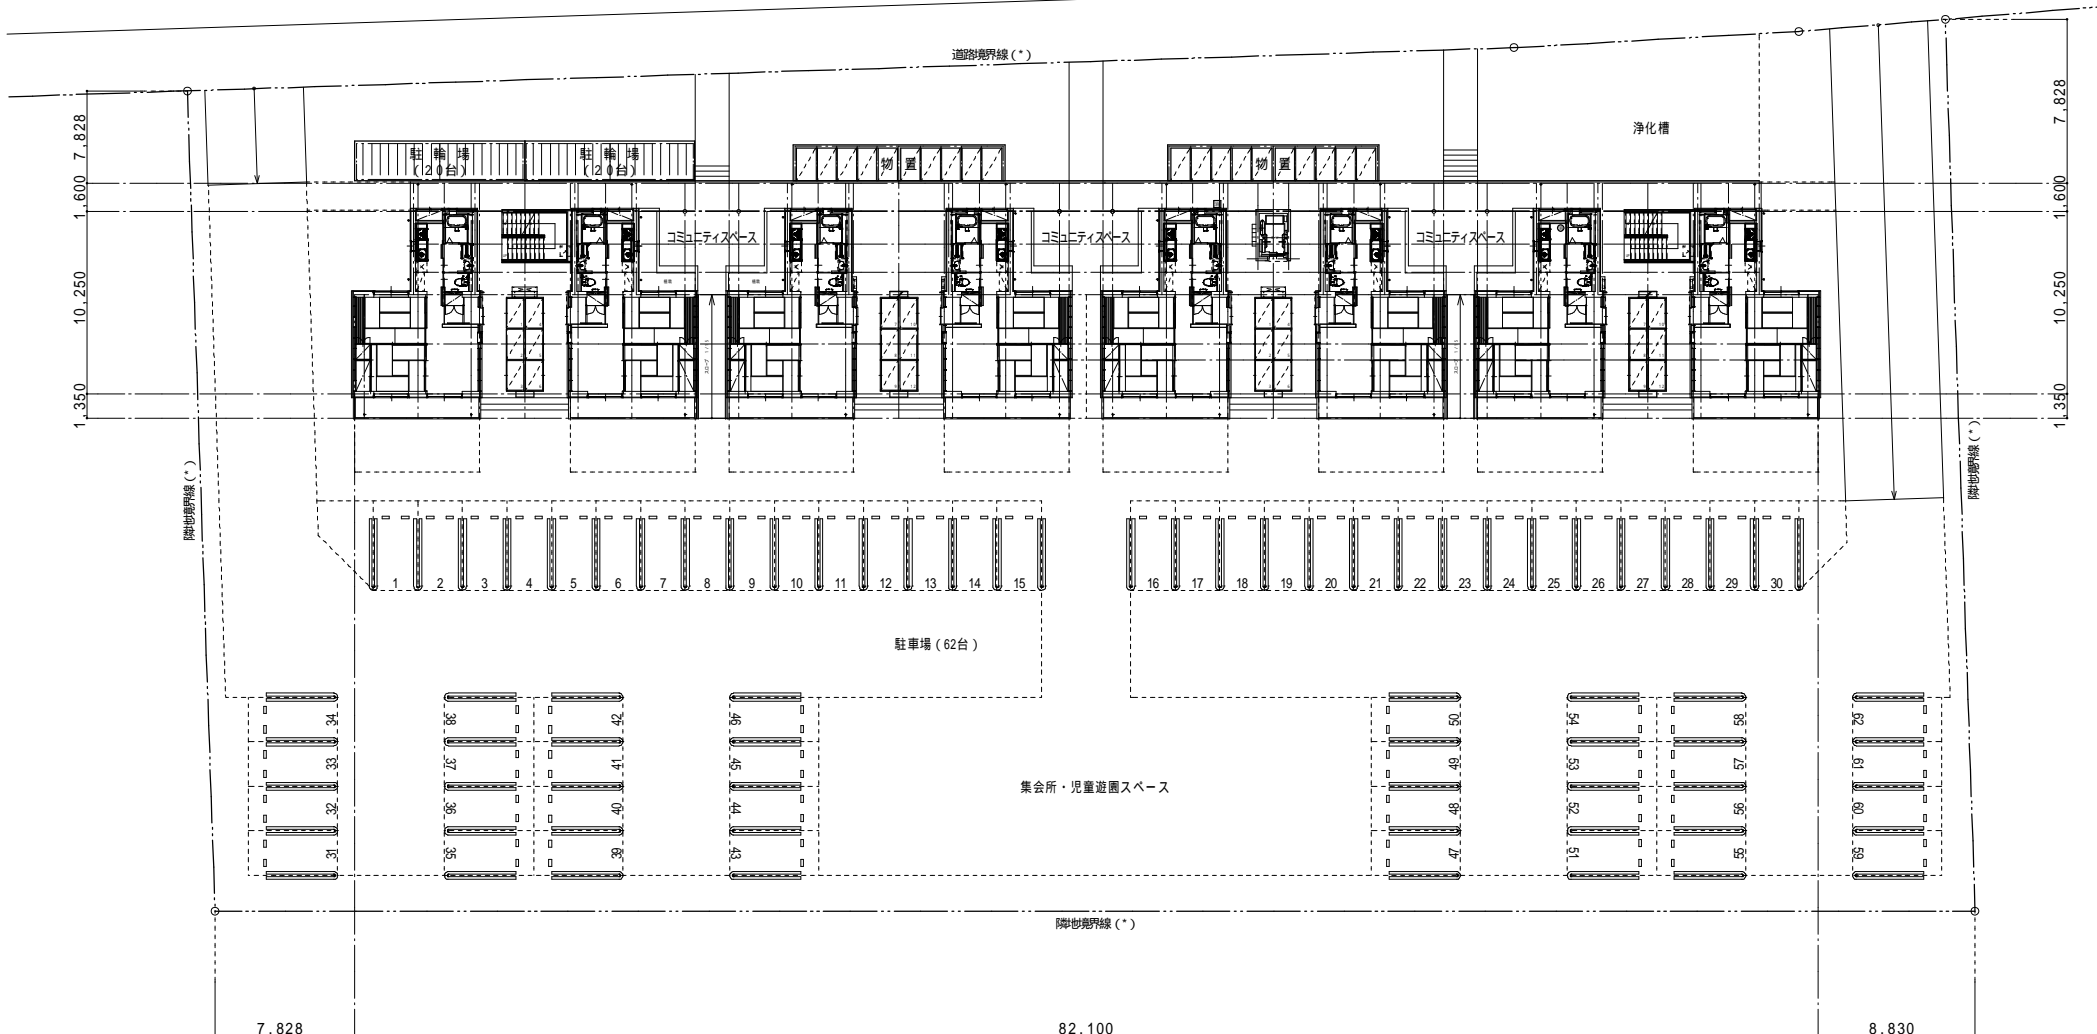 道路境界線(*)
7,828
7,828
浄化槽
駐輪場
(20台)
駐輪場
(20台)
物置
物置
1,600
1,600
コミュニティスペース
コミュニティスペース
コミュニティスペース
10,250
10,250
1,350
1,350
隣地境界線(*)
隣地境界線(*)
1 2 3 4 5 6 7 8 9 10 11 12 13 14 15
16 17 18 19 20 21 22 23 24 25 26 27 28 29 30
駐車場(62台)
34 38 42 46 50 54 58 62
33 37 41 45 49 53 57 61
集会所・児童遊園スペース
32 36 40 44 48 52 56 60
31 35 39 43 47 51 55 59
隣地境界線(*)
7,828 82,100 8,830